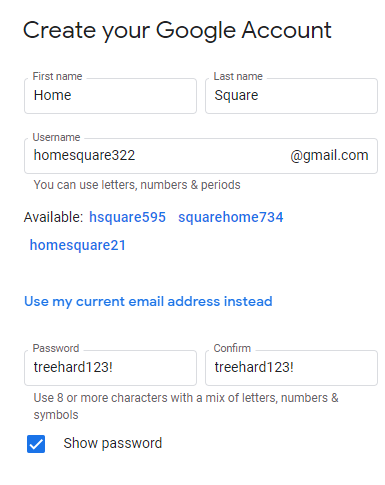 Create your Google Account
First name Last name
Home Square
Username
homesquare322 @gmail.com
You can use letters, numbers & periods
Available: hsquare595 squarehome734
homesquare21
Use my current email address instead
Password Confirm
treehard123! treehard123!
Use 8 or more characters with a mix of letters, numbers &
symbols
Show password